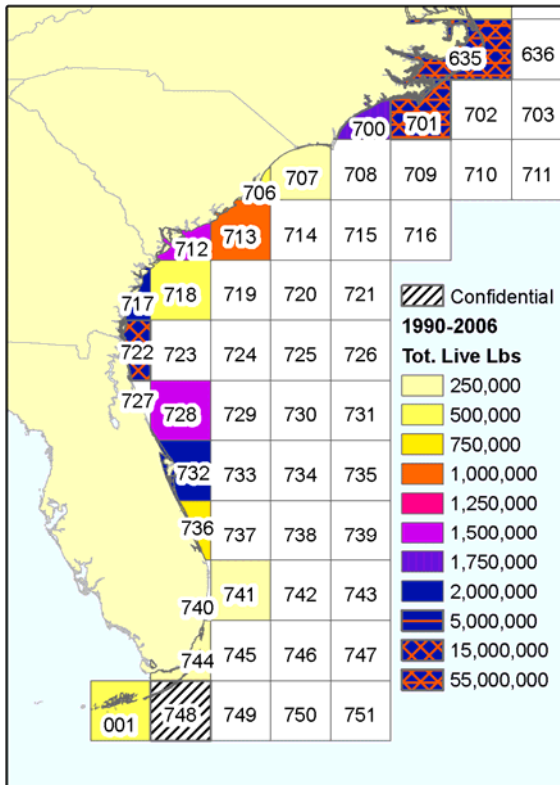 635 636
700 701 702 703
706 707 708 709 710 711
712 713 714 715 716
717 718 719 720 721
722 723 724 725 726
727 728 729 730 731
732 733 734 735
736 737 738 739
740 741 742 743
744 745 746 747
001 748 749 750 751
Confidential
1990-2006
Tot. Live Lbs
250,000
500,000
750,000
1,000,000
1,250,000
1,500,000
1,750,000
2,000,000
5,000,000
15,000,000
55,000,000